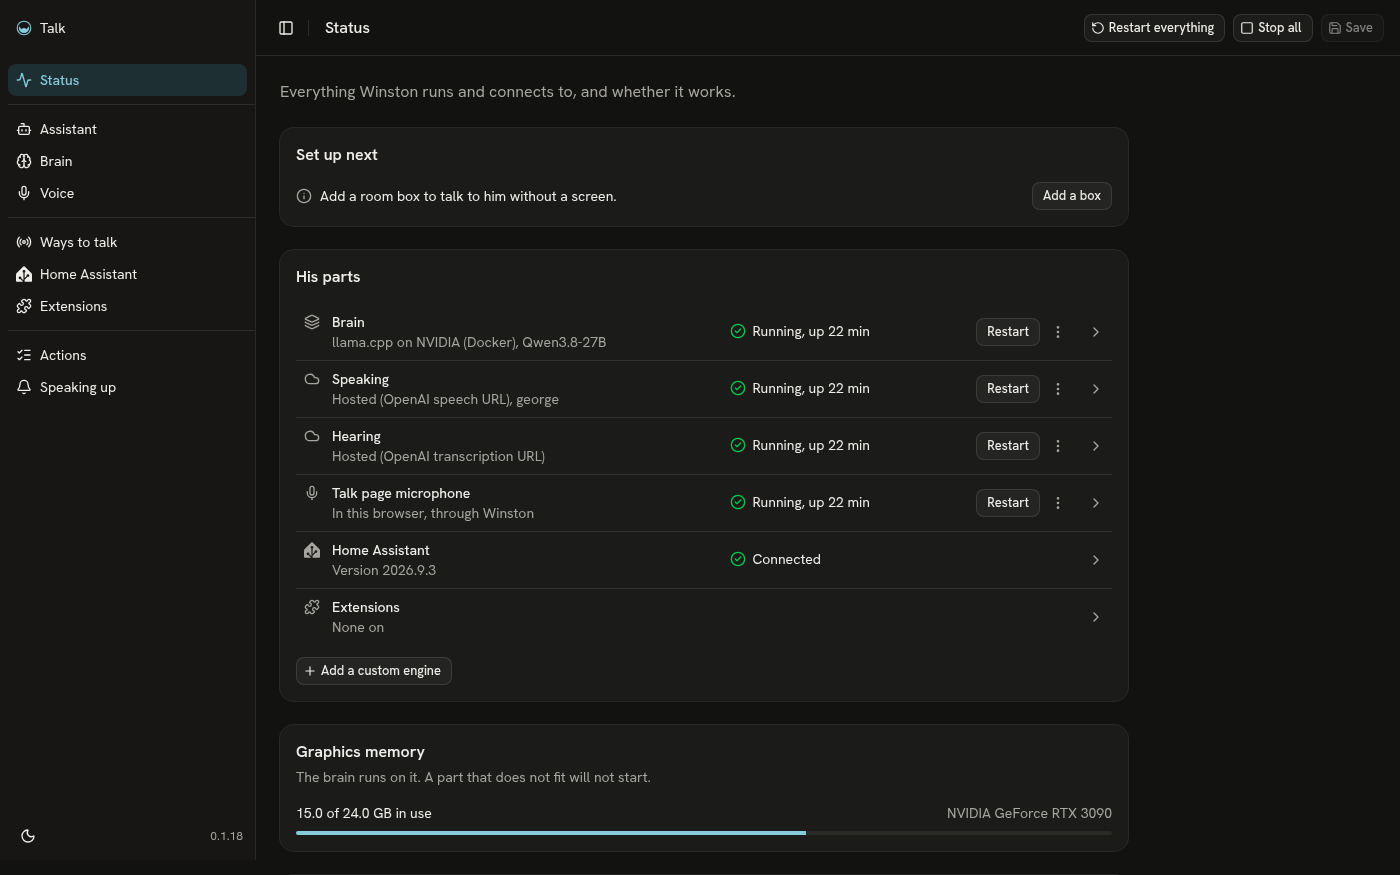 Talk
Status
Assistant
Brain
Voice
Ways to talk
Home Assistant
Extensions
Actions
Speaking up
0.1.18
Status
Restart everything
Stop all
Save
Everything Winston runs and connects to, and whether it works.
Set up next
Add a room box to talk to him without a screen.
Add a box
His parts
Brain
llama.cpp on NVIDIA (Docker), Qwen3.8-27B
Running, up 22 min
Restart
Speaking
Hosted (OpenAI speech URL), george
Running, up 22 min
Restart
Hearing
Hosted (OpenAI transcription URL)
Running, up 22 min
Restart
Talk page microphone
In this browser, through Winston
Running, up 22 min
Restart
Home Assistant
Version 2026.9.3
Connected
Extensions
None on
Add a custom engine
Graphics memory
The brain runs on it. A part that does not fit will not start.
15.0 of 24.0 GB in use
NVIDIA GeForce RTX 3090